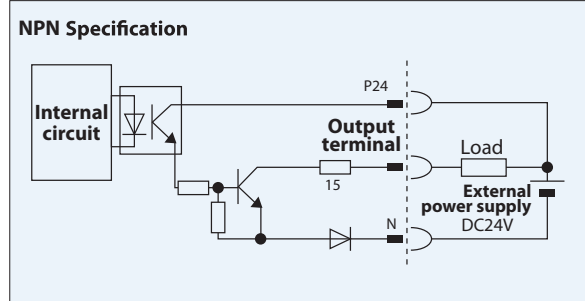 NPN Specification
P24
Internal
circuit
Output
terminal
Load
15
External
power supply
N
DC24V